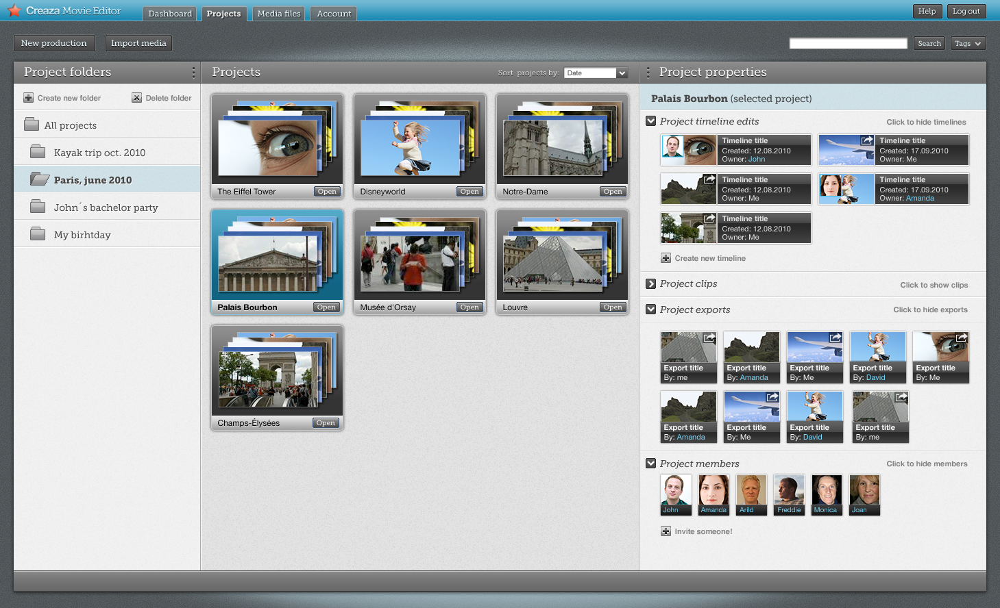 Creaza Movie Editor
Dashboard
Projects
Media files
Account
Help
Log out
New production
Import media
Search
Tags
Project folders
Create new folder
Delete folder
All projects
Kayak trip oct. 2010
Paris, june 2010
John´s bachelor party
My birhtday
Projects
Sort projects by:
Date
The Eiffel Tower
Open
Disneyworld
Open
Notre-Dame
Open
Palais Bourbon
Open
Musée d'Orsay
Open
Louvre
Open
Champs-Élysées
Open
Project properties
Palais Bourbon (selected project)
Project timeline edits
Click to hide timelines
Timeline title
Created: 12.08.2010
Owner: John
Timeline title
Created: 17.09.2010
Owner: Me
Timeline title
Created: 12.08.2010
Owner: Me
Timeline title
Created: 17.09.2010
Owner: Amanda
Timeline title
Created: 12.08.2010
Owner: Me
Create new timeline
Project clips
Click to show clips
Project exports
Click to hide exports
Export title
By: me
Export title
By: Amanda
Export title
By: Me
Export title
By: David
Export title
By: Me
Export title
By: Amanda
Export title
By: Me
Export title
By: David
Export title
By: me
Project members
Click to hide members
John
Amanda
Arild
Freddie
Monica
Joan
Invite someone!